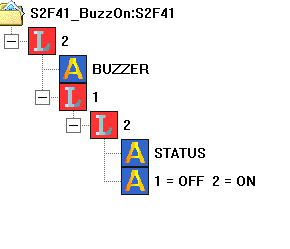 S2F41_BuzzOn:S2F41
L 2
A BUZZER
L 1
L 2
A STATUS
A 1 = OFF 2 = ON